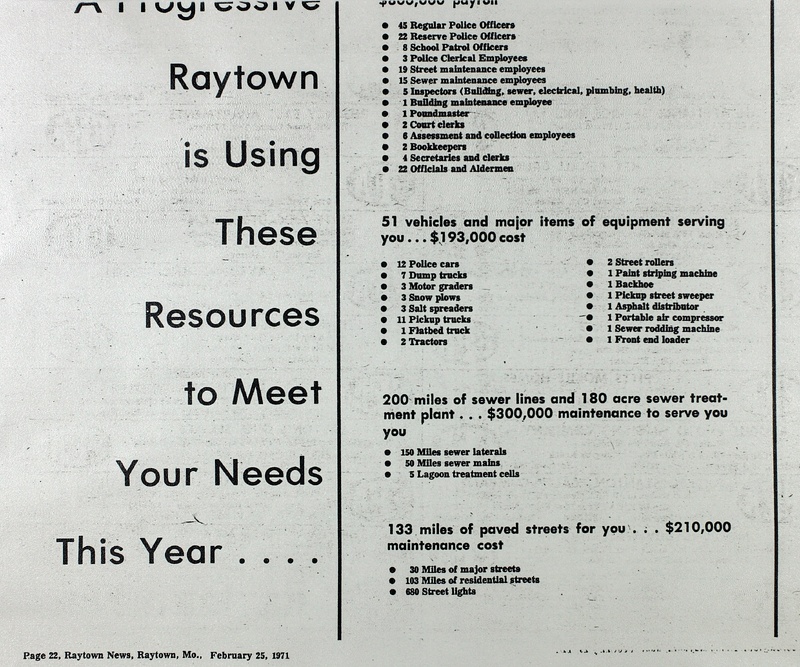 A Progressive
Raytown
is Using
These
Resources
to Meet
Your Needs
This Year . . . .
payroll
• 45 Regular Police Officers
• 22 Reserve Police Officers
• 8 School Patrol Officers
• 3 Police Clerical Employees
• 19 Street maintenance employees
• 15 Sewer maintenance employees
• 5 Inspectors (Building, sewer, electrical, plumbing, health)
• 1 Building maintenance employee
• 1 Poundmaster
• 2 Court clerks
• 6 Assessment and collection employees
• 2 Bookkeepers
• 4 Secretaries and clerks
• 22 Officials and Aldermen
51 vehicles and major items of equipment serving
you . . . $193,000 cost
• 12 Police cars
• 7 Dump trucks
• 3 Motor graders
• 3 Snow plows
• 3 Salt spreaders
• 11 Pickup trucks
• 1 Flatbed truck
• 2 Tractors
• 2 Street rollers
• 1 Paint striping machine
• 1 Backhoe
• 1 Pickup street sweeper
• 1 Asphalt distributor
• 1 Portable air compressor
• 1 Sewer rodding machine
• 1 Front end loader
200 miles of sewer lines and 180 acre sewer treat-
ment plant . . . $300,000 maintenance to serve you
you
• 150 Miles sewer laterals
• 50 Miles sewer mains
• 5 Lagoon treatment cells
133 miles of paved streets for you . . . $210,000
maintenance cost
• 30 Miles of major streets
• 103 Miles of residential streets
• 680 Street lights
Page 22, Raytown News, Raytown, Mo., February 25, 1971